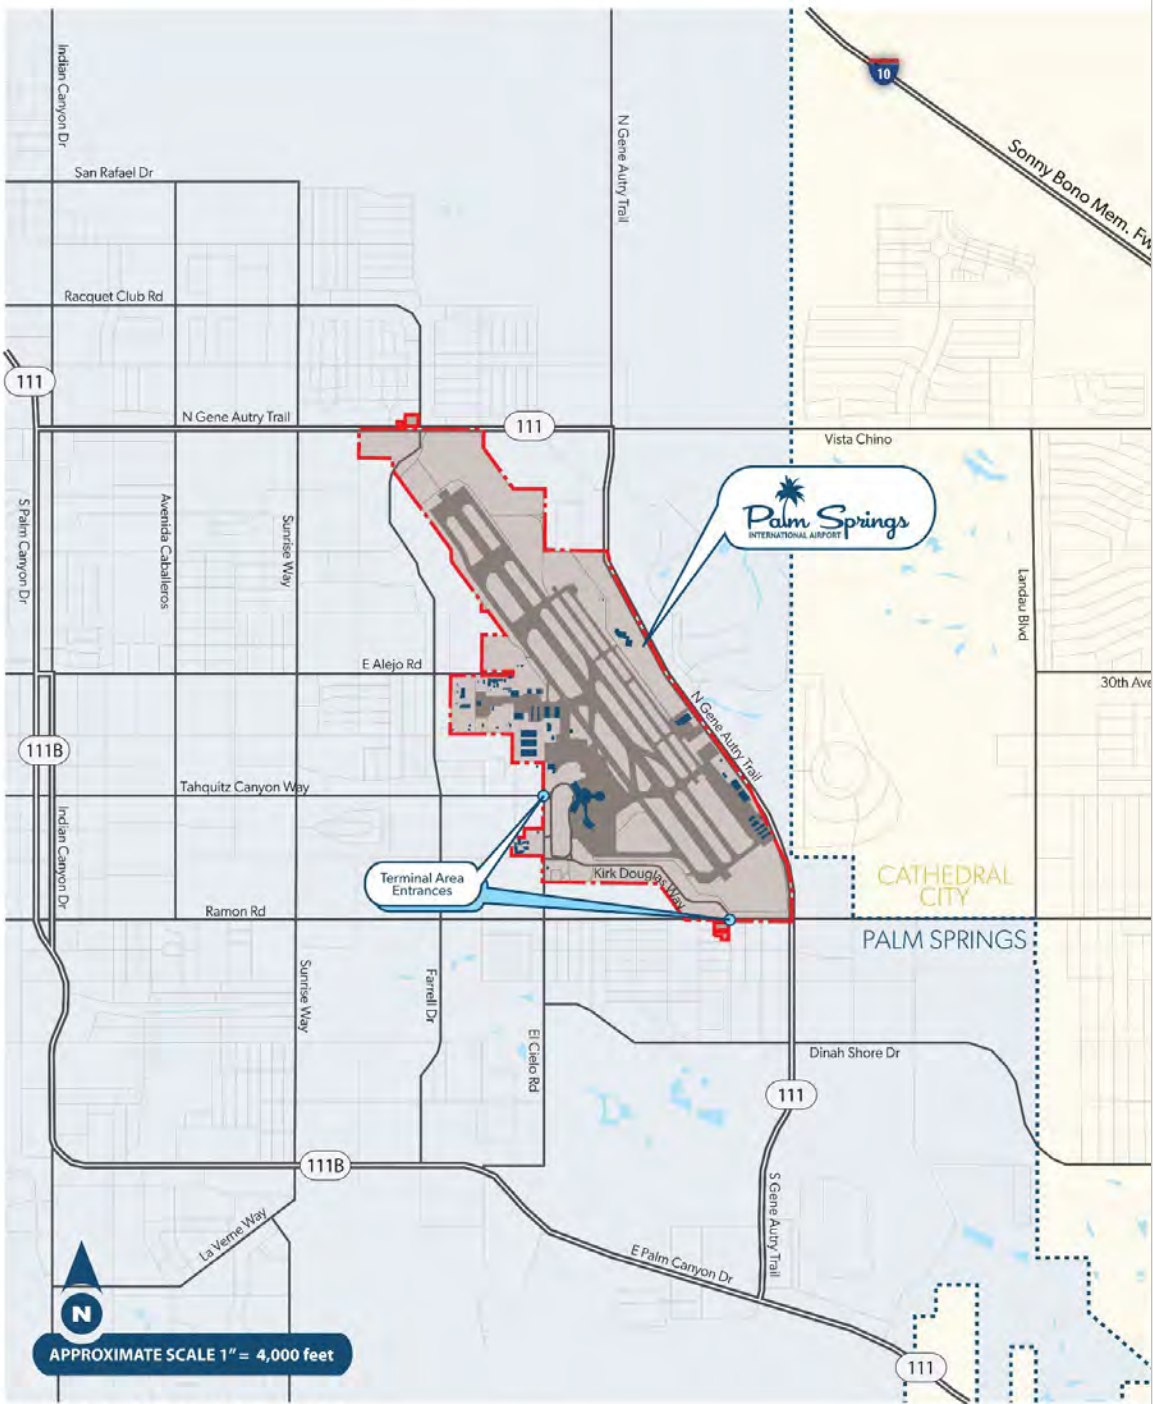 Indian Canyon Dr
San Rafael Dr
N Gene Autry Trail
10
Sonny Bono Mem. Fw
Racquet Club Rd
111
N Gene Autry Trail
111
Vista Chino
Palm Springs
INTERNATIONAL AIRPORT
S Palm Canyon Dr
Avenida Caballeros
Sunrise Way
Landau Blvd
E Alejo Rd
30th Ave
N Gene Autry Trail
111B
Tahquitz Canyon Way
Indian Canyon Dr
Terminal Area
Entrances
Kirk Douglas Way
CATHEDRAL
CITY
Ramon Rd
PALM SPRINGS
Sunrise Way
Farrell Dr
El Cielo Rd
Dinah Shore Dr
111
111B
S Gene Autry Trail
La Verne Way
E Palm Canyon Dr
N
APPROXIMATE SCALE 1" = 4,000 feet
111